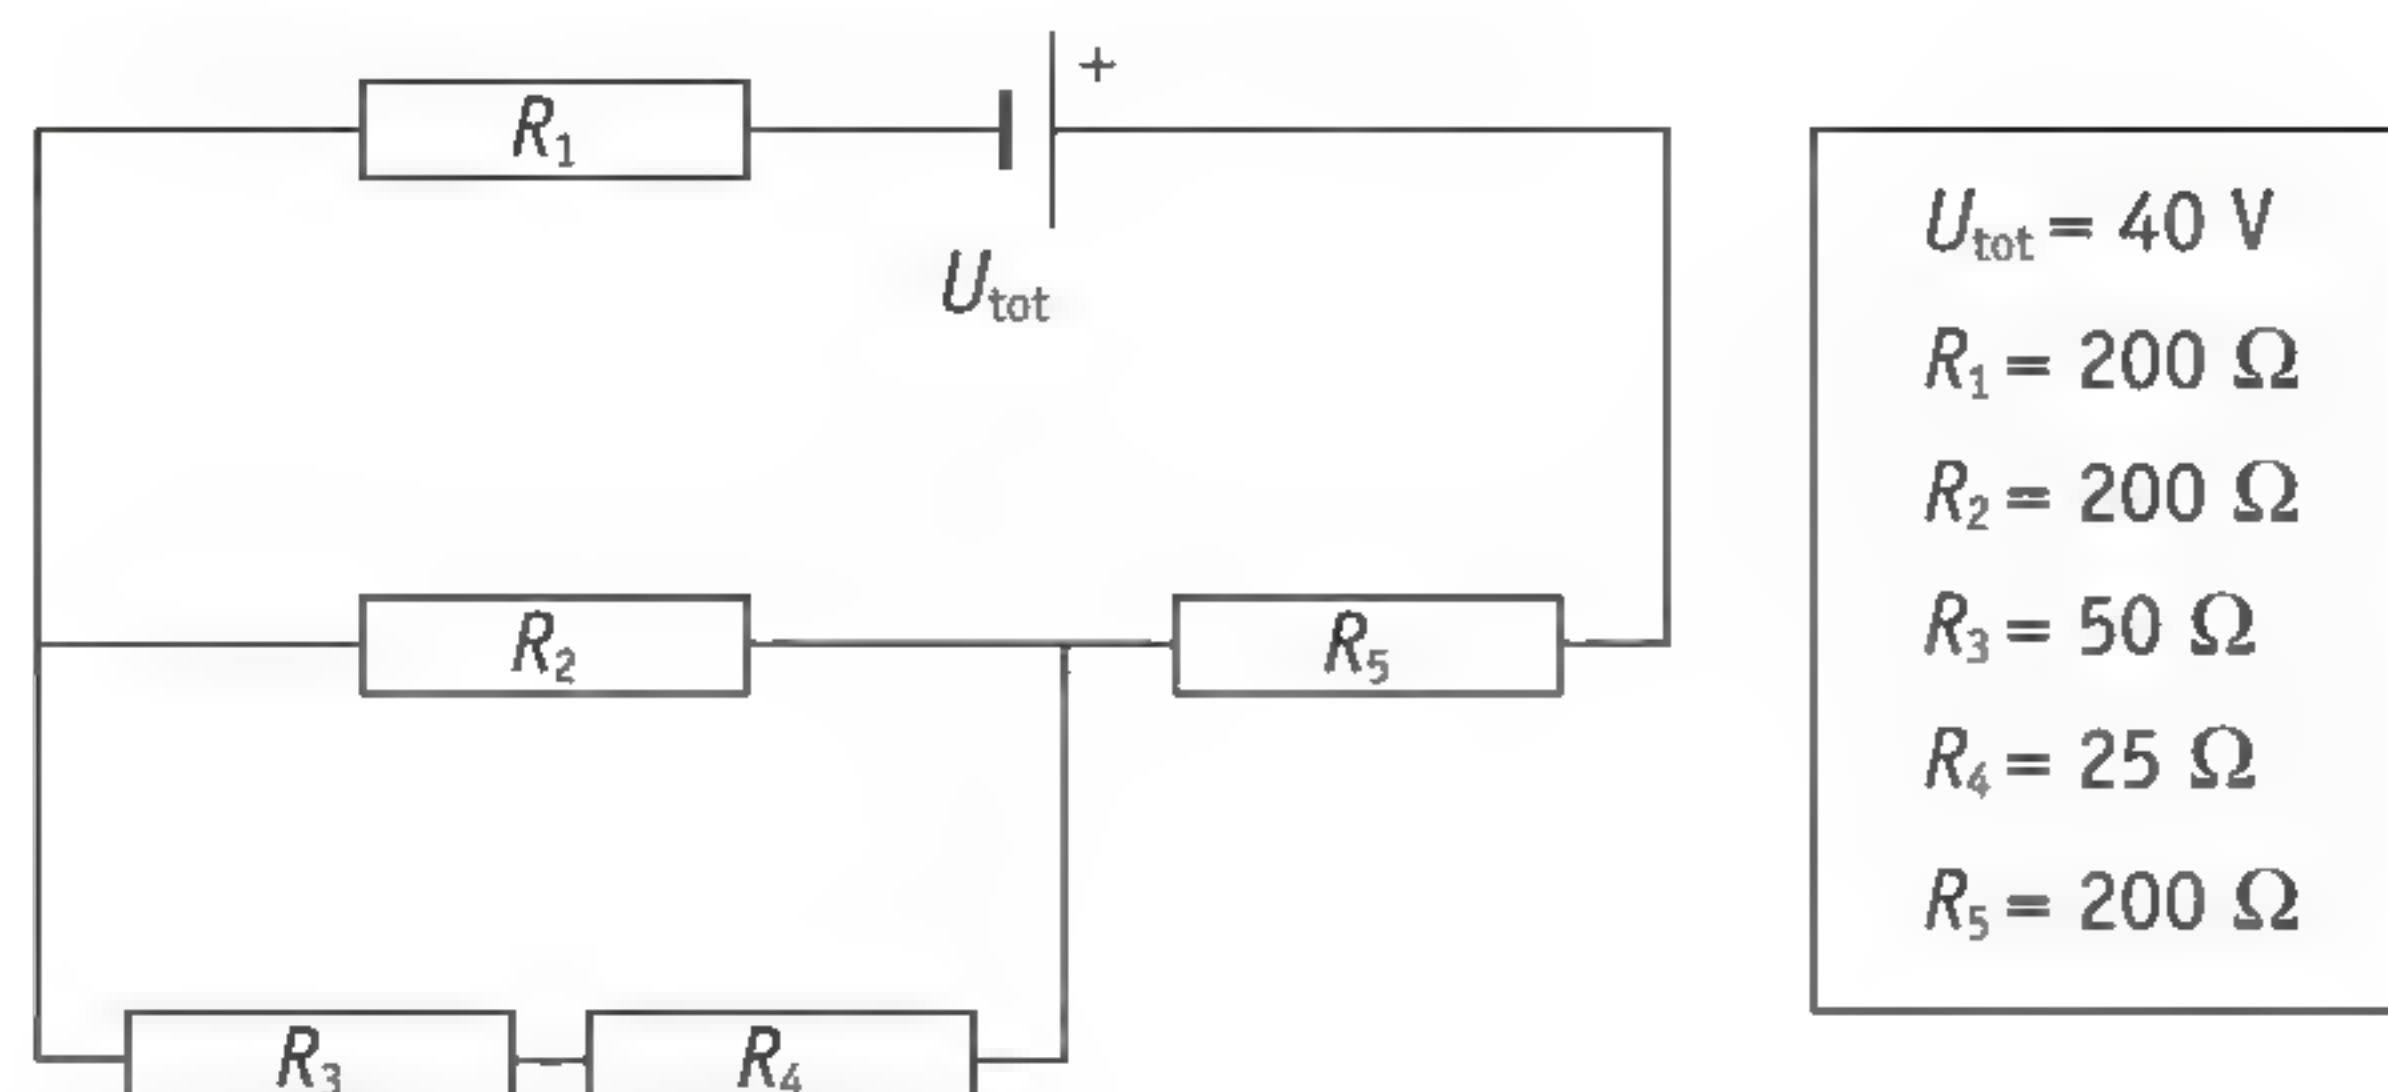 R₁
+
Uₜₒₜ
R₂
R₅
R₃
R₄
Uₜₒₜ = 40 V
R₁ = 200 Ω
R₂ = 200 Ω
R₃ = 50 Ω
R₄ = 25 Ω
R₅ = 200 Ω